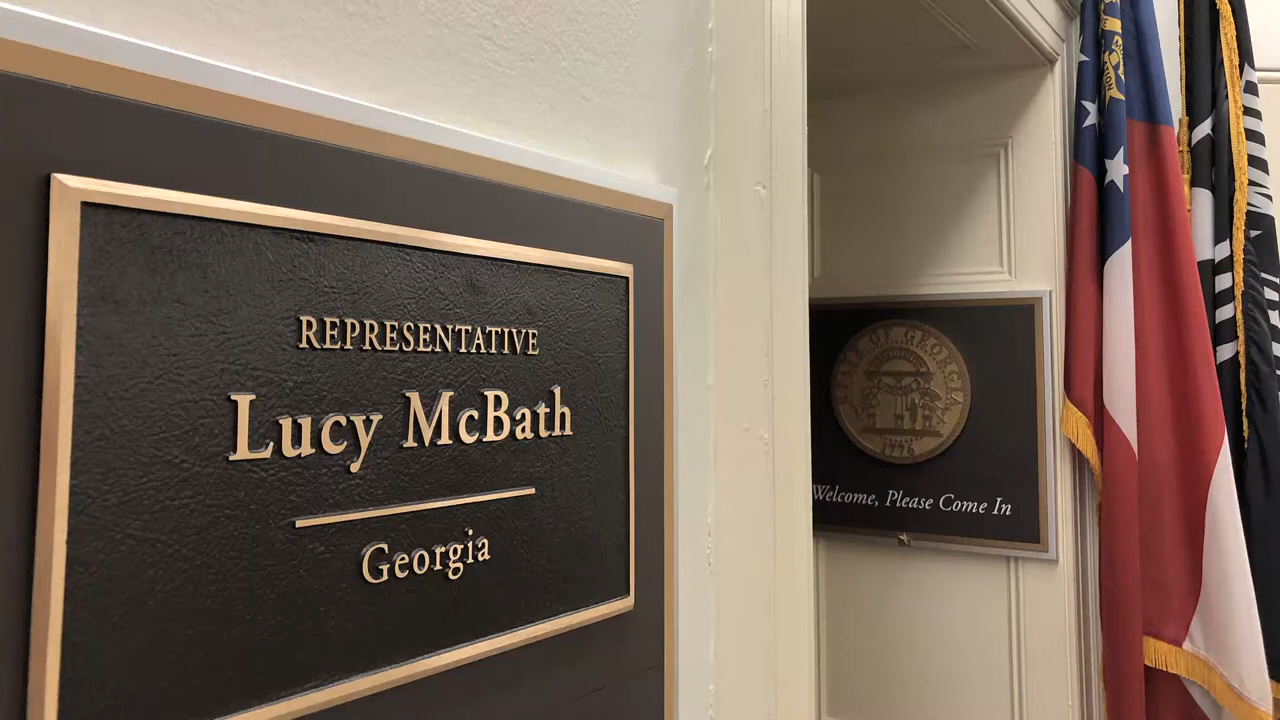 REPRESENTATIVE
Lucy McBath
Georgia
STATE OF GEORGIA
1776
Welcome, Please Come In